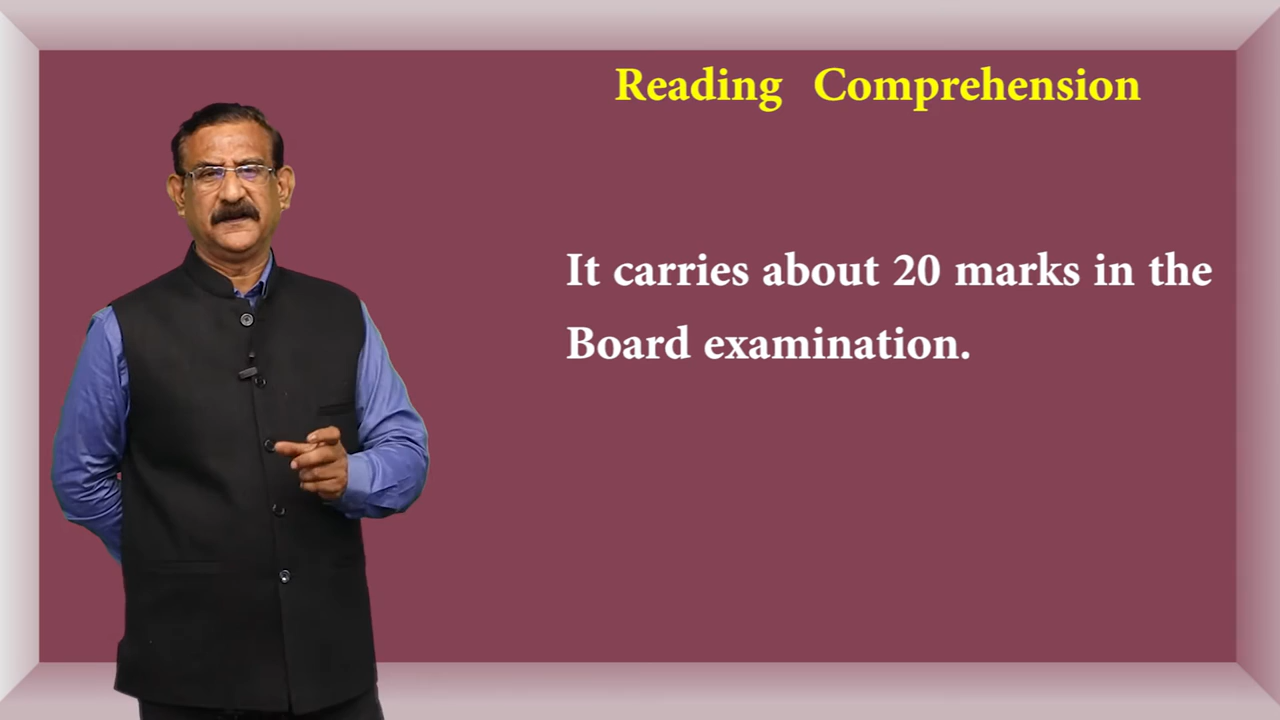 Reading Comprehension
It carries about 20 marks in the
Board examination.